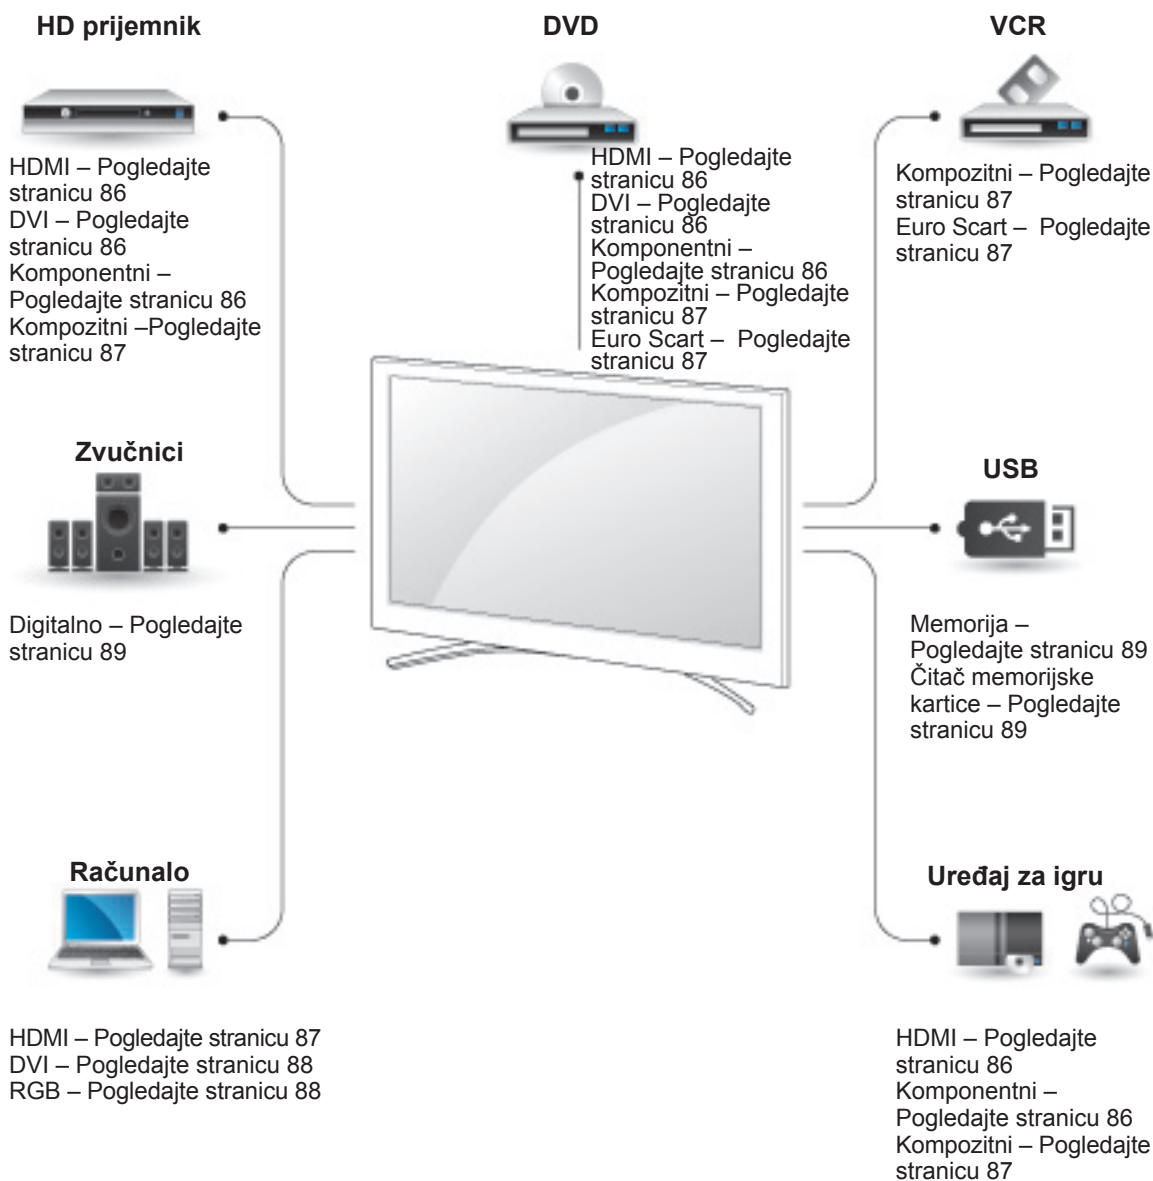 HD prijemnik
HDMI – Pogledajte
stranicu 86
DVI – Pogledajte
stranicu 86
Komponentni –
Pogledajte stranicu 86
Kompozitni –Pogledajte
stranicu 87
DVD
HDMI – Pogledajte
stranicu 86
DVI – Pogledajte
stranicu 86
Komponentni –
Pogledajte stranicu 86
Kompozitni – Pogledajte
stranicu 87
Euro Scart – Pogledajte
stranicu 87
VCR
Kompozitni – Pogledajte
stranicu 87
Euro Scart – Pogledajte
stranicu 87
Zvučnici
Digitalno – Pogledajte
stranicu 89
USB
Memorija –
Pogledajte stranicu 89
Čitač memorijske
kartice – Pogledajte
stranicu 89
Računalo
HDMI – Pogledajte stranicu 87
DVI – Pogledajte stranicu 88
RGB – Pogledajte stranicu 88
Uređaj za igru
HDMI – Pogledajte
stranicu 86
Komponentni –
Pogledajte stranicu 86
Kompozitni – Pogledajte
stranicu 87